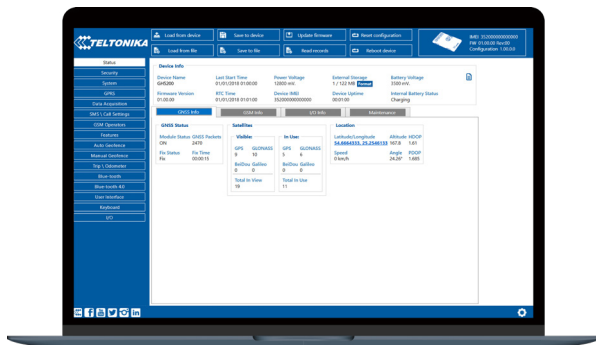 TELTONIKA
Load from device Save to device Update firmware Reset configuration
Load from file Save to file Read records Reboot device
IMEI 352000000000000
FW 01.00.00 Rev:00
Configuration 1.00.0.0
Status
Security
System
GPRS
Data Acquisition
SMS \ Call Settings
GSM Operators
Features
Auto Geofence
Manual Geofence
Trip \ Odometer
Blue-tooth
Blue-tooth 4.0
User Interface
Keyboard
I/O
Device Info
Device Name Last Start Time Power Voltage External Storage Battery Voltage
GH5200 01/01/2018 01:00:00 12800 mV. 1 / 122 MB Format 3500 mV.
Firmware Version RTC Time Device IMEI Device Uptime Internal Battery Status
01.00.00 01/01/2018 01:01:00 352000000000000 00:01:00 Charging
GNSS Info GSM Info I/O Info Maintenance
GNSS Status Satellites Location
Module Status GNSS Packets
ON 2470
Fix Status Fix Time
Fix 00:00:15
Visible: In Use:
GPS GLONASS GPS GLONASS
9 10 5 6
BeiDou Galileo BeiDou Galileo
0 0 0 0
Total In View Total In Use
19 11
Latitude/Longitude Altitude HDOP
54.6664333, 25.2546133 167.8 1.61
Speed Angle PDOP
0 km/h 24.26° 1.685